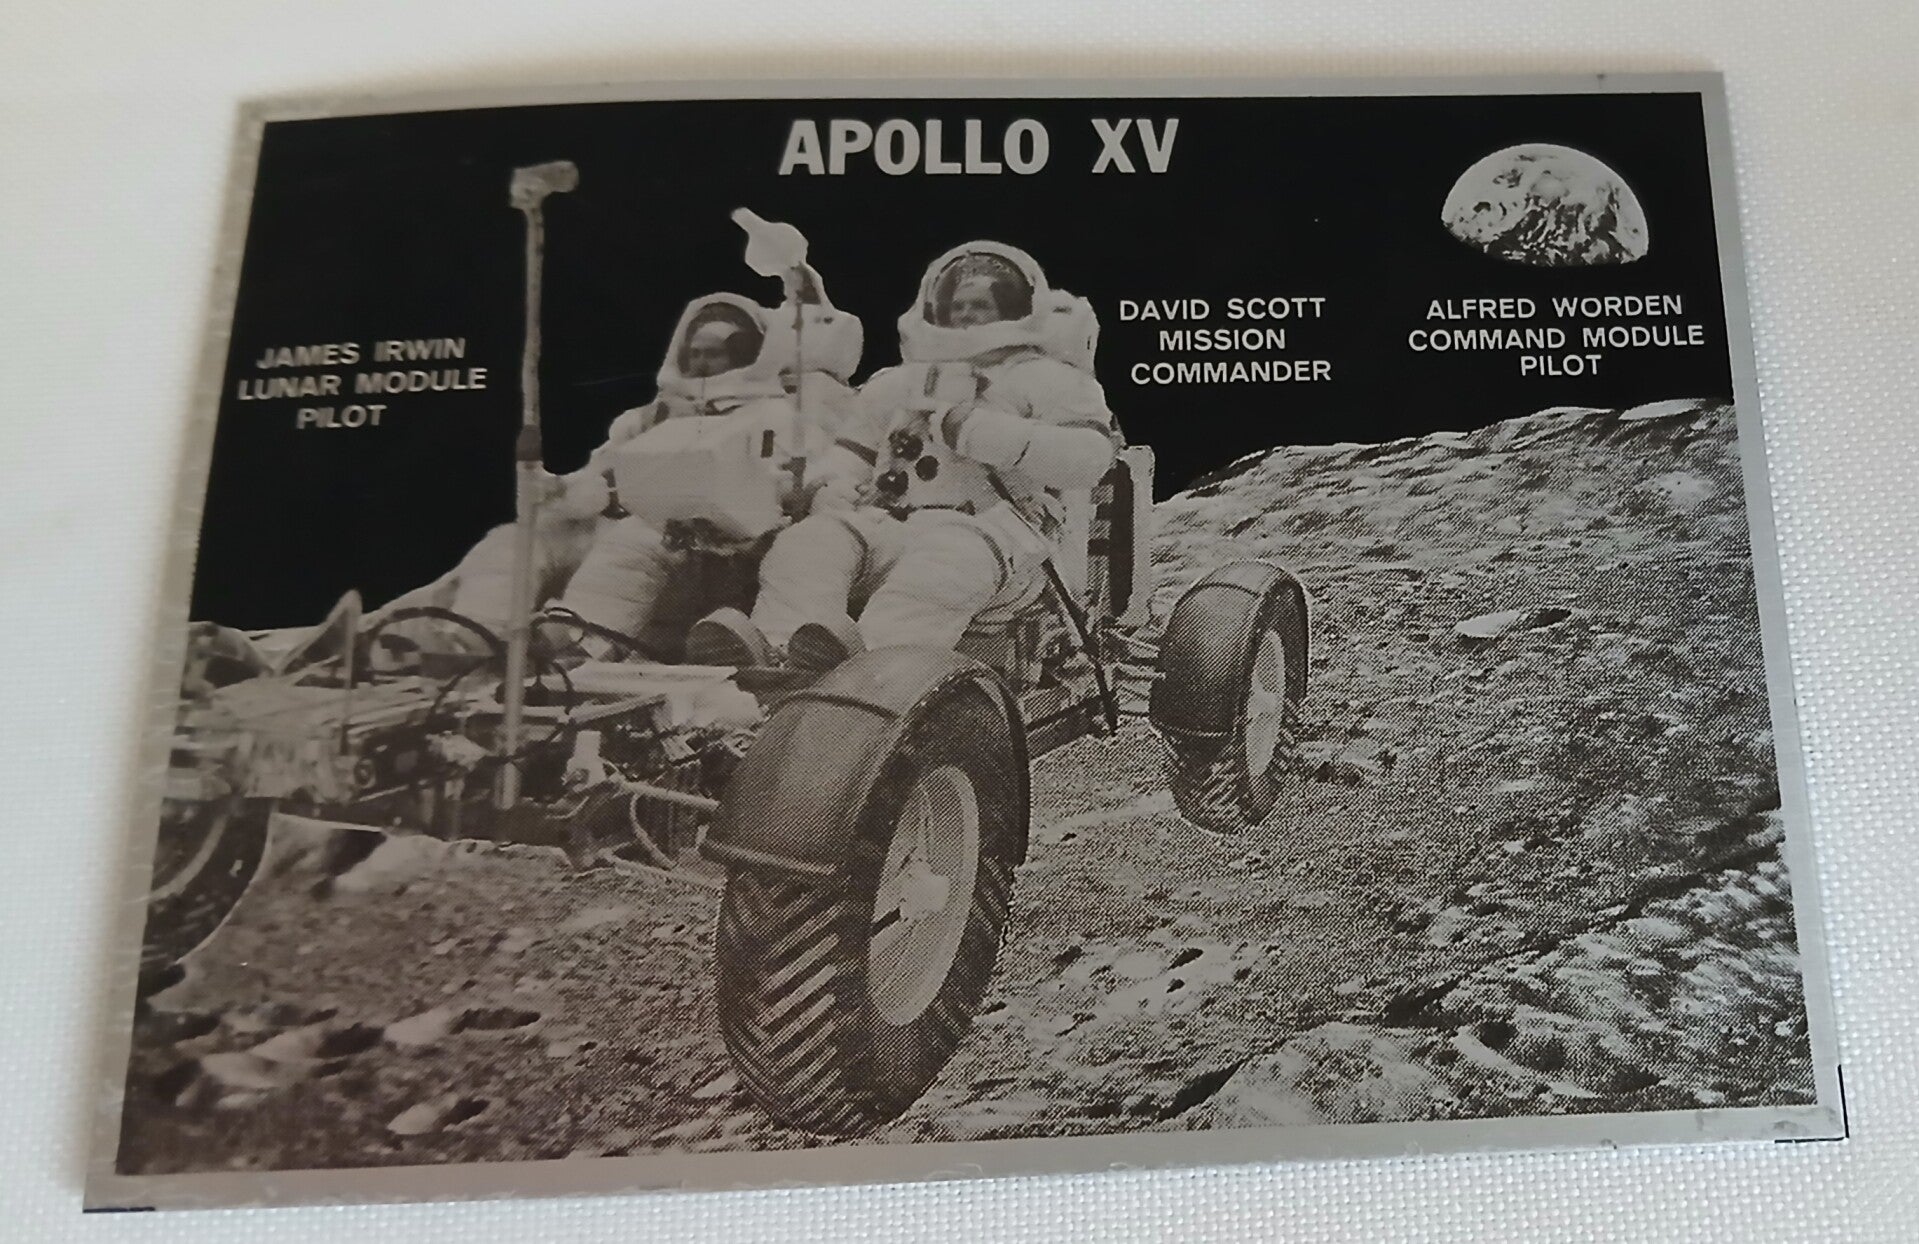 APOLLO XV
JAMES IRWIN
LUNAR MODULE
PILOT
DAVID SCOTT
MISSION
COMMANDER
ALFRED WORDEN
COMMAND MODULE
PILOT